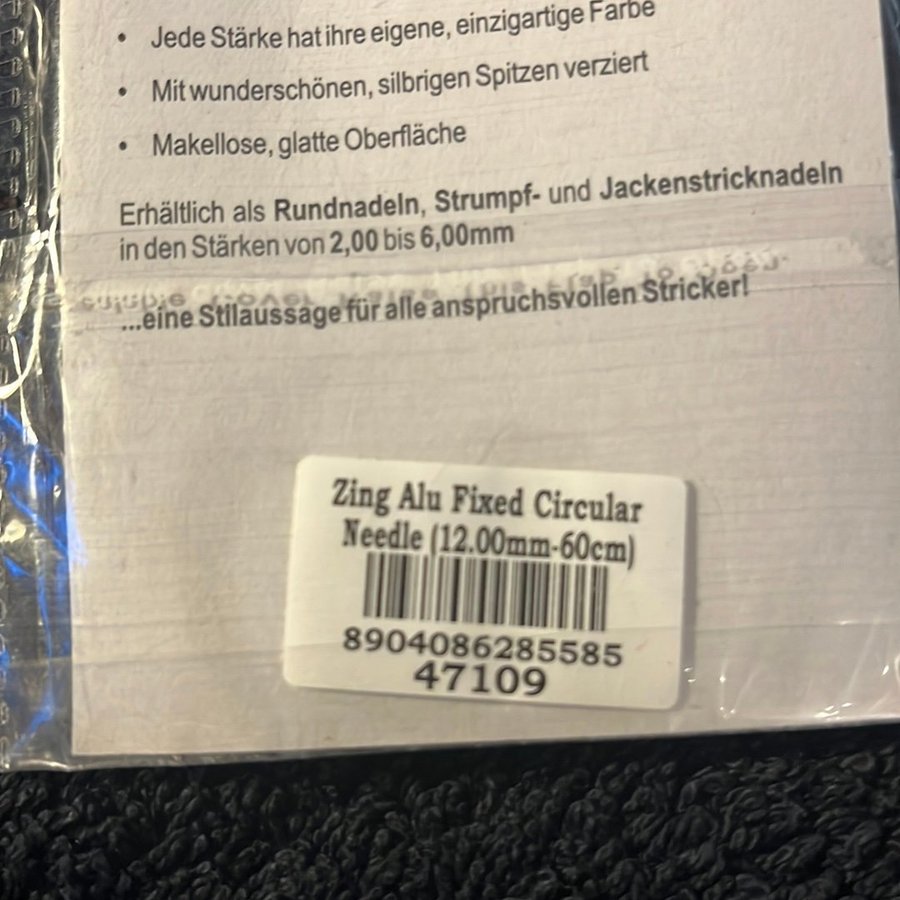 • Jede Stärke hat ihre eigene, einzigartige Farbe
• Mit wunderschönen, silbrigen Spitzen verziert
• Makellose, glatte Oberfläche
Erhältlich als Rundnadeln, Strumpf- und Jackenstricknadeln
in den Stärken von 2,00 bis 6,00mm
...eine Stilaussage für alle anspruchsvollen Stricker!
Zing Alu Fixed Circular
Needle (12.00mm-60cm)
8904086285585
47109